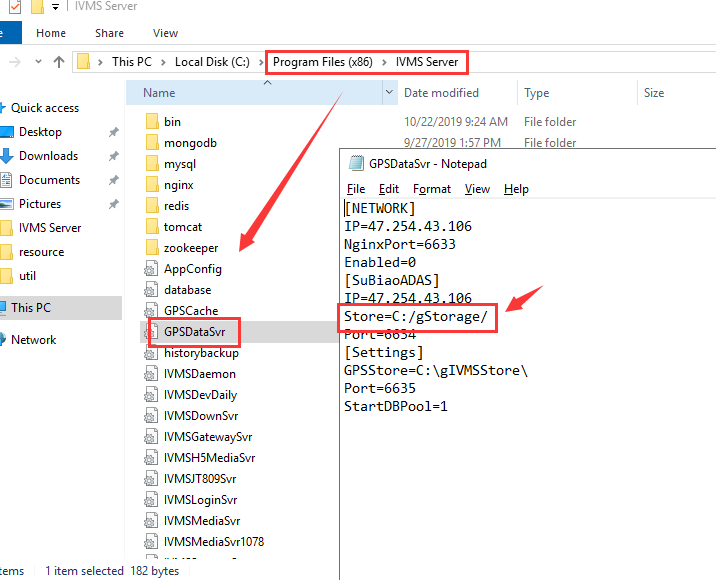 IVMS Server
Home Share View
This PC Local Disk (C:) Program Files (x86) IVMS Server
Name Date modified Type Size
Quick access
Desktop
Downloads
Documents
Pictures
IVMS Server
resource
util
This PC
Network
bin 10/22/2019 9:24 AM File folder
mongodb 9/27/2019 1:57 PM File folder
mysql
nginx
redis
tomcat
zookeeper
AppConfig
database
GPSCache
GPSDataSvr
historybackup
IVMSDaemon
IVMSDevDaily
IVMSDownSvr
IVMSGatewaySvr
IVMSH5MediaSvr
IVMSJT809Svr
IVMSLoginSvr
IVMSMediaSvr
IVMSMediaSvr1078
GPSDataSvr - Notepad
File Edit Format View Help
[NETWORK]
IP=47.254.43.106
NginxPort=6633
Enabled=0
[SuBiaoADAS]
IP=47.254.43.106
Store=C:/gStorage/
Port=6634
[Settings]
GPSStore=C:\gIVMSStore\
Port=6635
StartDBPool=1
1 item selected 182 bytes